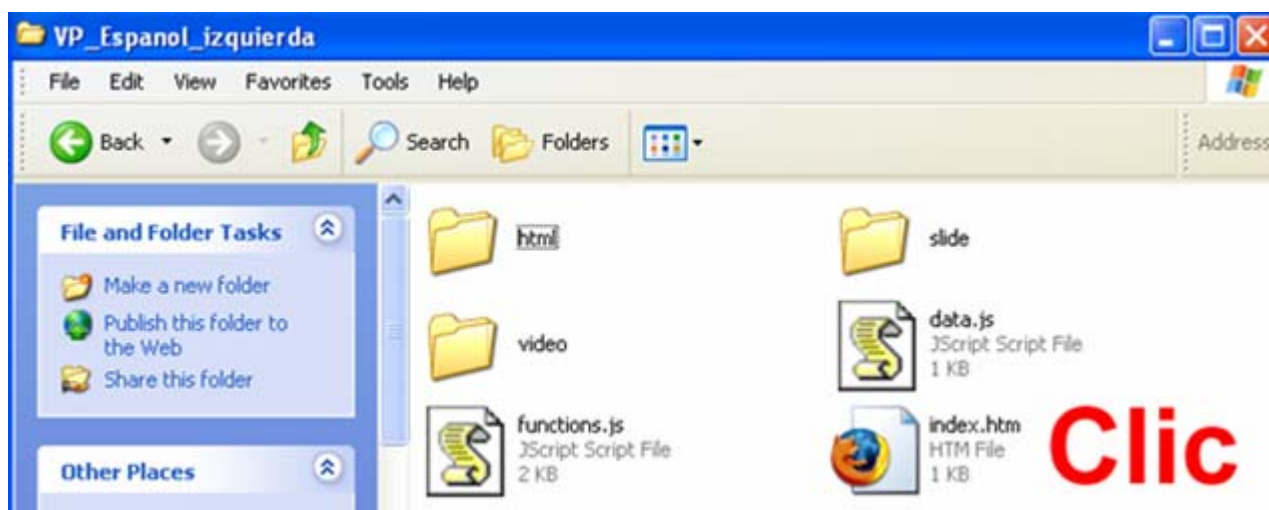 VP_Espanol_izquierda
File Edit View Favorites Tools Help
Back Search Folders Address
File and Folder Tasks
Make a new folder
Publish this folder to
the Web
Share this folder
Other Places
html
slide
video
data.js
JScript Script File
1 KB
functions.js
JScript Script File
2 KB
index.htm
HTM File
1 KB
Clic